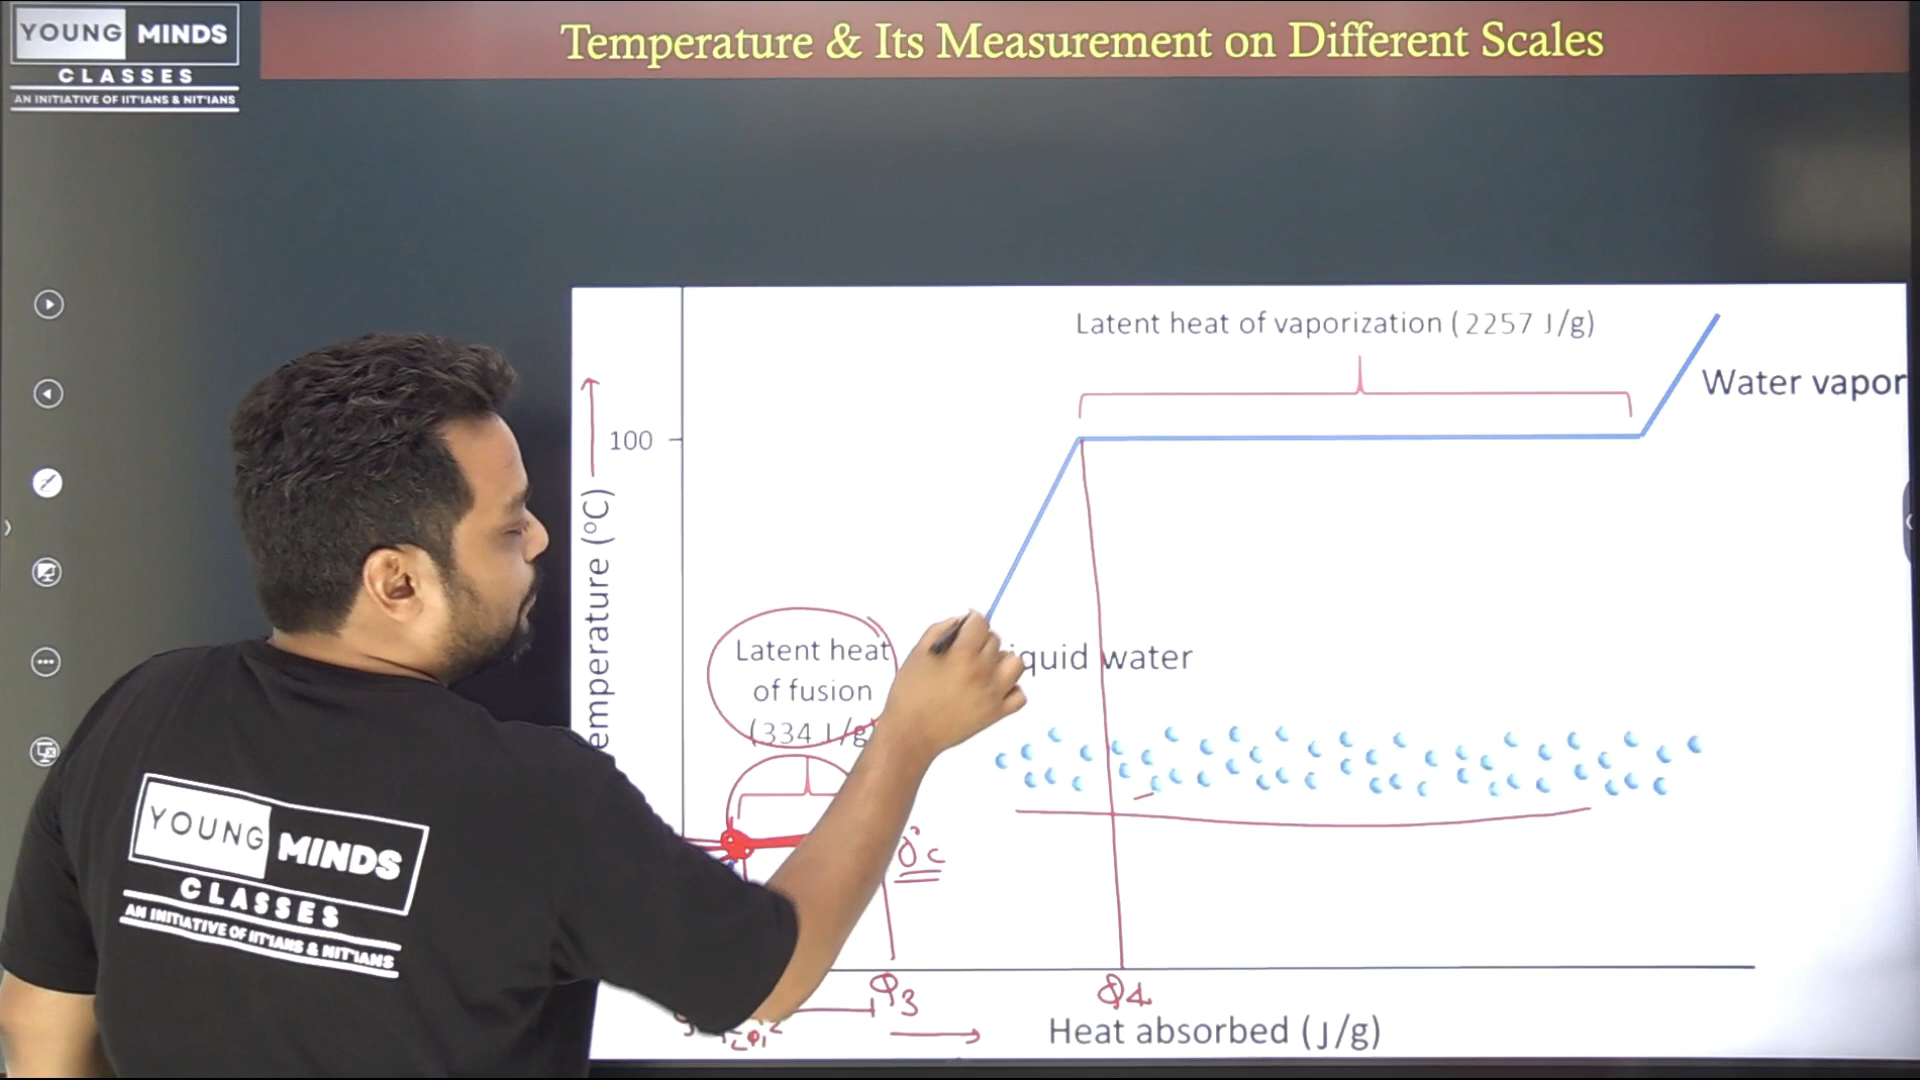 YOUNG MINDS
CLASSES
AN INITIATIVE OF IIT'IANS & NIT'IANS
Temperature & Its Measurement on Different Scales
Latent heat of vaporization (2257 J/g)
Water vapor
100
emperature (°C)
Latent heat
of fusion
(334 J/g
iquid water
0°c
Q3
Q4
Heat absorbed (J/g)
YOUNG MINDS
CLASSES
AN INITIATIVE OF IIT'IANS & NIT'IANS